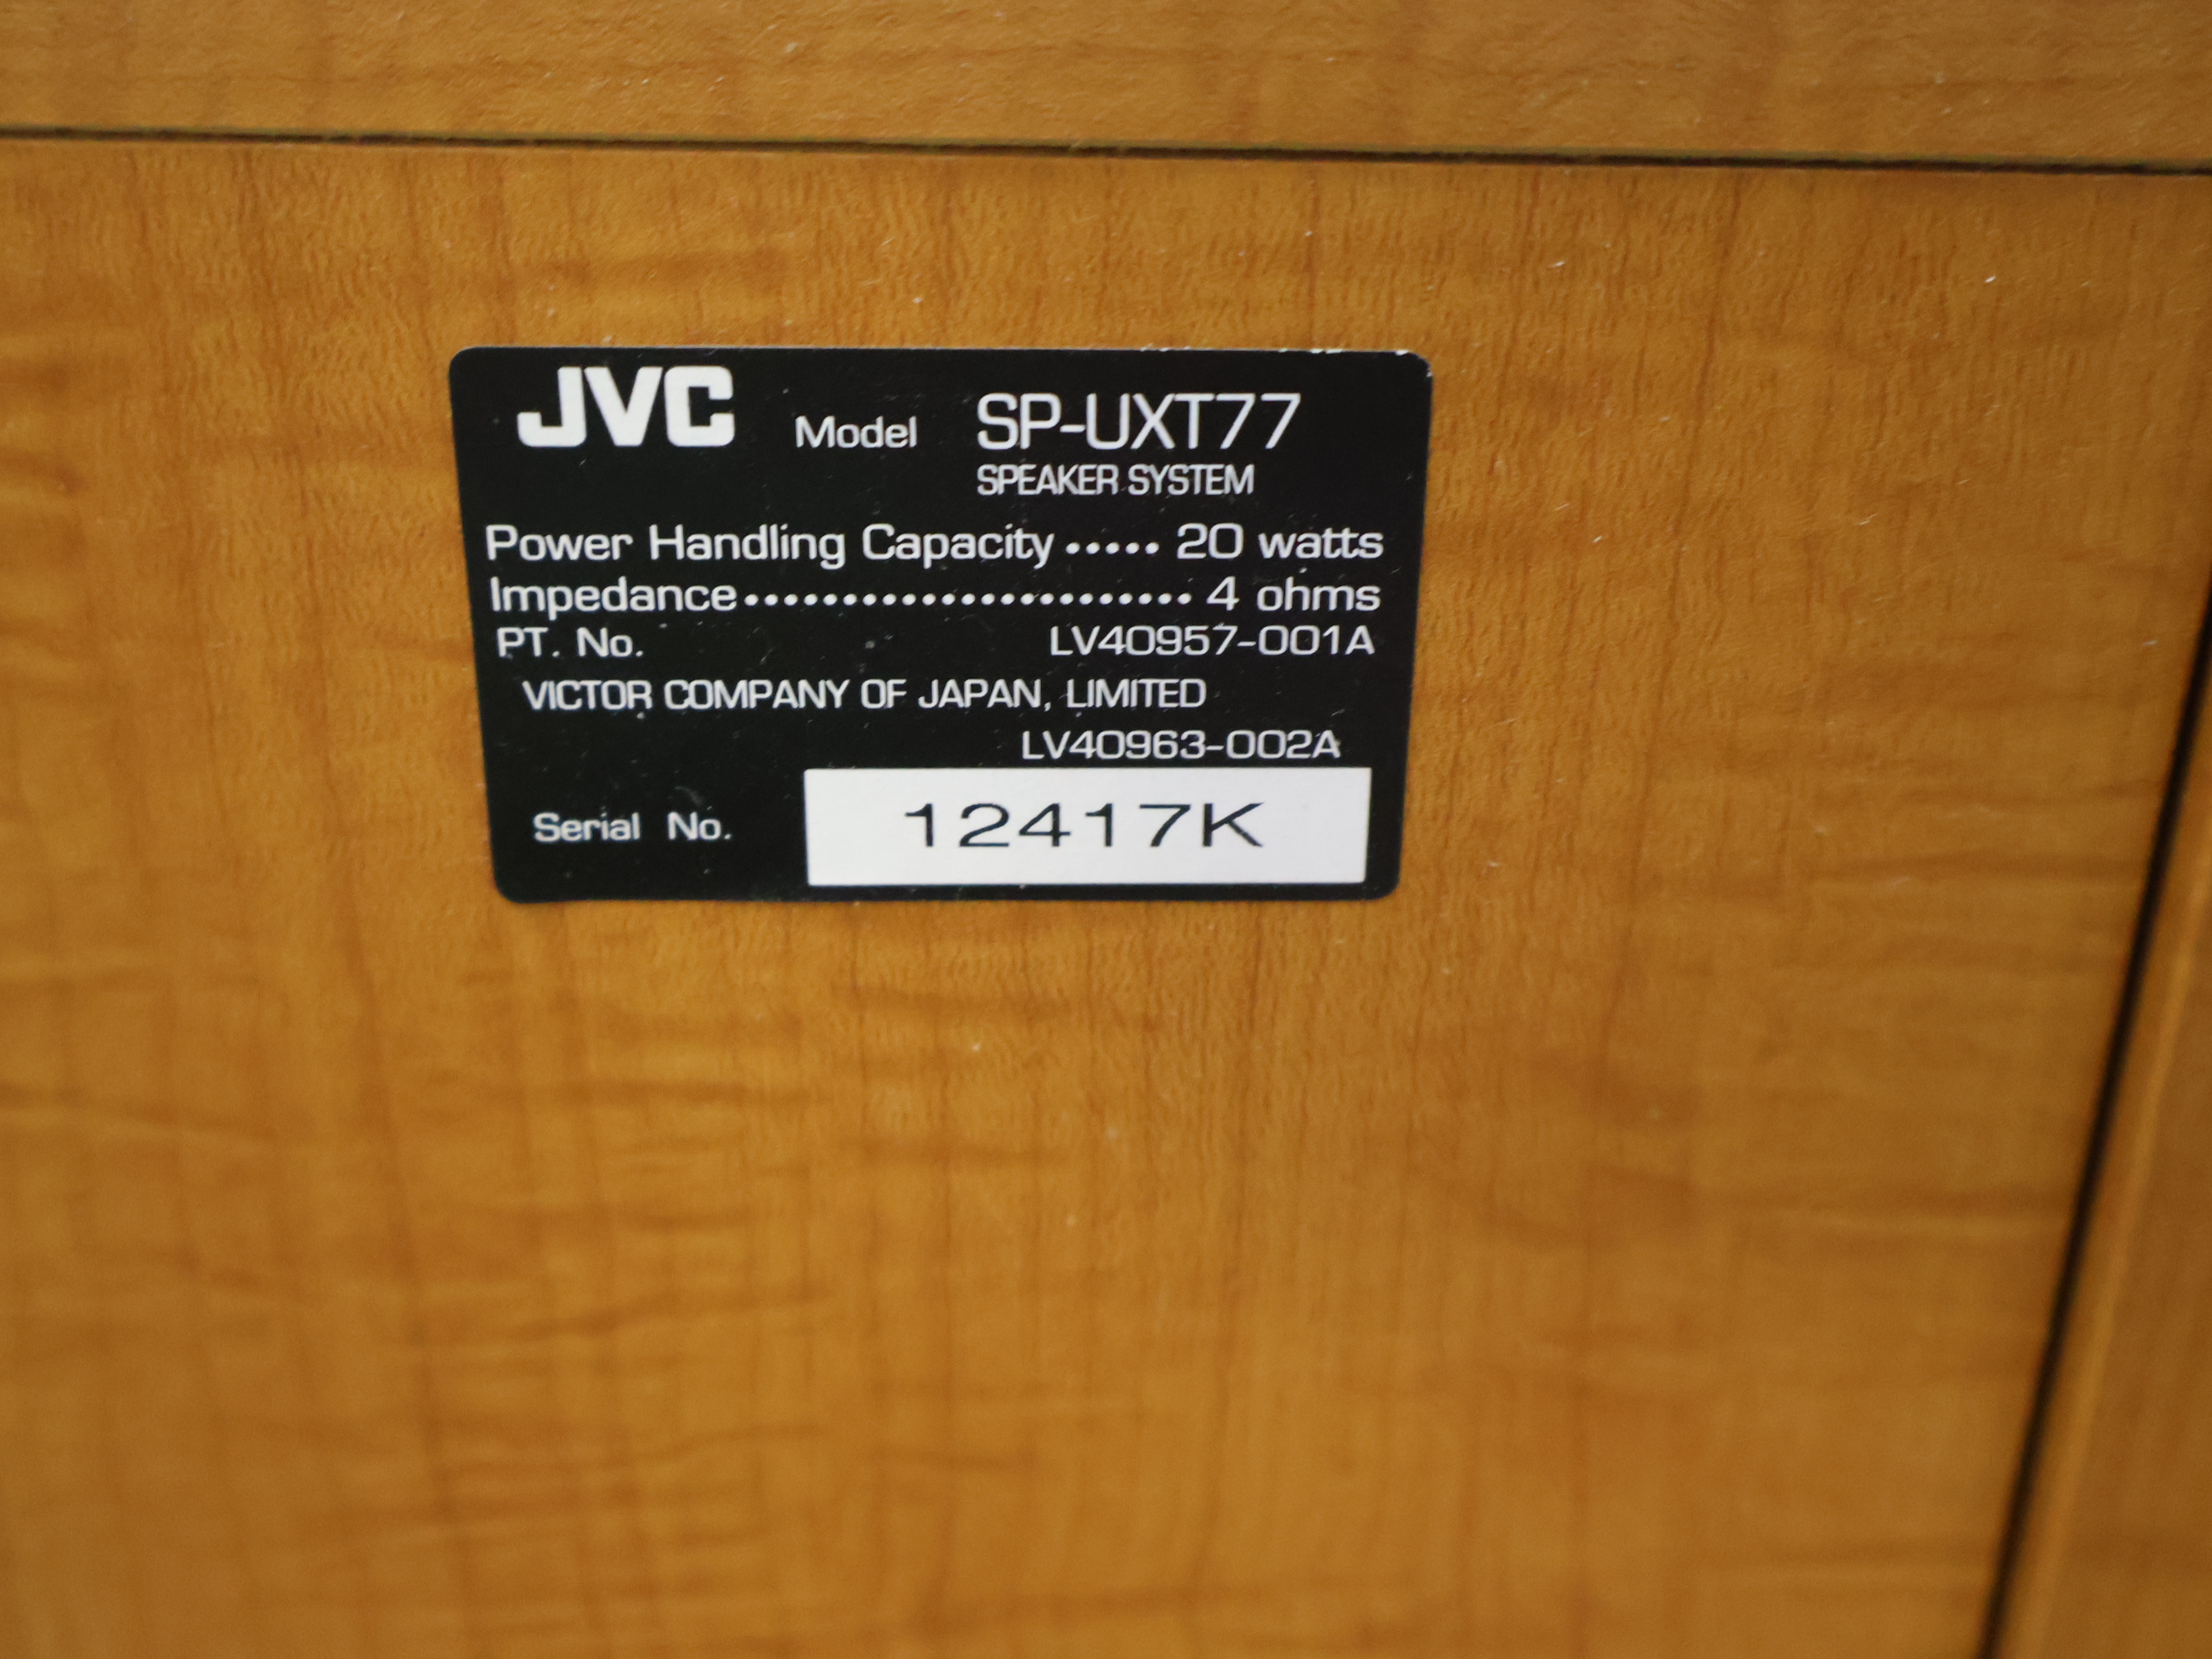 JVC Model SP-UXT77
SPEAKER SYSTEM
Power Handling Capacity ····· 20 watts
Impedance······················· 4 ohms
PT. No. LV40957-001A
VICTOR COMPANY OF JAPAN, LIMITED
LV40963-002A
Serial No. 12417K